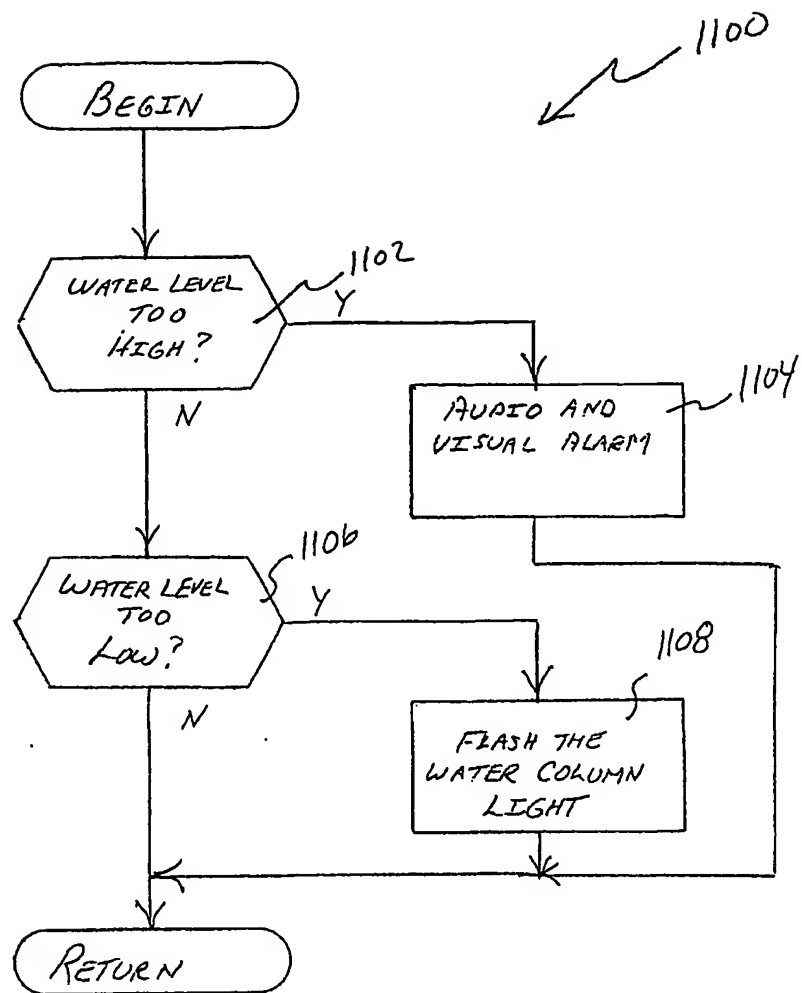 1100
BEGIN
WATER LEVEL
TOO
HIGH?
1102
Y
N
AUDIO AND
VISUAL ALARM
1104
WATER LEVEL
TOO
LOW?
1106
Y
N
FLASH THE
WATER COLUMN
LIGHT
1108
RETURN